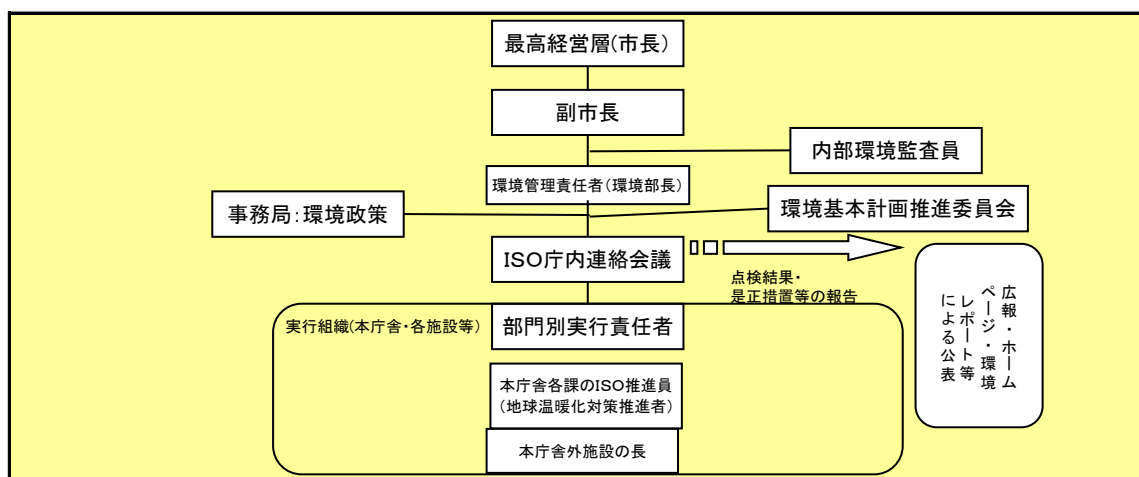 最高経営層(市長)
副市長
内部環境監査員
環境管理責任者(環境部長)
事務局:環境政策
環境基本計画推進委員会
ISO庁内連絡会議
点検結果・
是正措置等の報告
広報・ホーム
ページ・環境
レポート等
による公表
実行組織(本庁舎・各施設等)
部門別実行責任者
本庁舎各課のISO推進員
(地球温暖化対策推進者)
本庁舎外施設の長